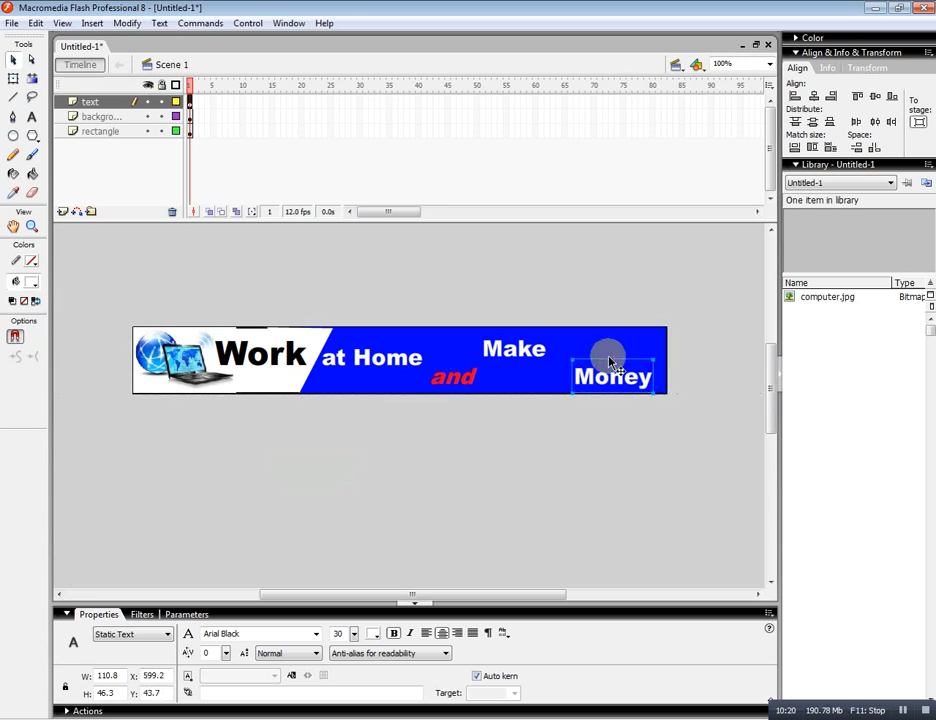 Macromedia Flash Professional 8 - [Untitled-1*]
File Edit View Insert Modify Text Commands Control Window Help
Tools
View
Colors
Options
Untitled-1*
Timeline
Scene 1
100%
1 5 10 15 20 25 30 35 40 45 50 55 60 65 70 75 80 85 90 95
text
backgro...
rectangle
1 12.0 fps 0.0s
Work at Home and Make Money
Color
Align & Info & Transform
Align Info Transform
Align:
Distribute:
Match size: Space:
To stage:
Library - Untitled-1
Untitled-1
One item in library
Name Type
computer.jpg Bitmap
Properties Filters Parameters
Static Text
A Arial Black 30 B I
A
0 Normal Anti-alias for readability
W: 110.8 X: 599.2
H: 46.3 Y: 43.7
Auto kern
Target:
Actions
10:20 190.78 Mb F11: Stop